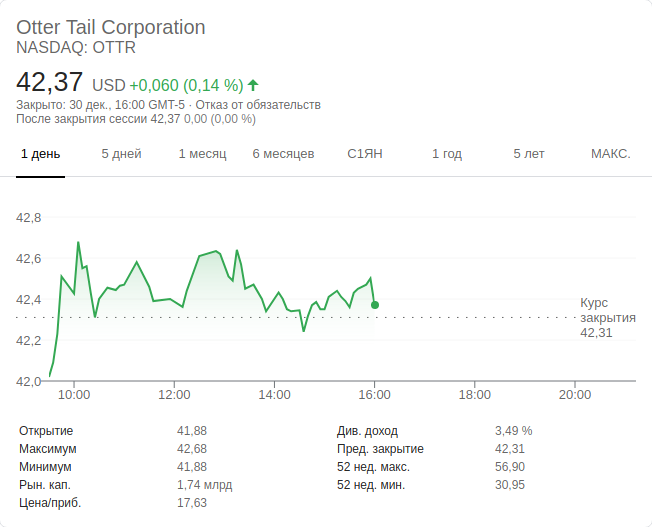 Otter Tail Corporation
NASDAQ: OTTR
42,37 USD +0,060 (0,14 %)
Закрыто: 30 дек., 16:00 GMT-5 · Отказ от обязательств
После закрытия сессии 42,37 0,00 (0,00 %)
1 день 5 дней 1 месяц 6 месяцев С1ЯН 1 год 5 лет МАКС.
42,8
42,6
42,4
42,2
42,0
Курс
закрытия
42,31
10:00 12:00 14:00 16:00 18:00 20:00
Открытие 41,88 Див. доход 3,49 %
Максимум 42,68 Пред. закрытие 42,31
Минимум 41,88 52 нед. макс. 56,90
Рын. кап. 1,74 млрд 52 нед. мин. 30,95
Цена/приб. 17,63